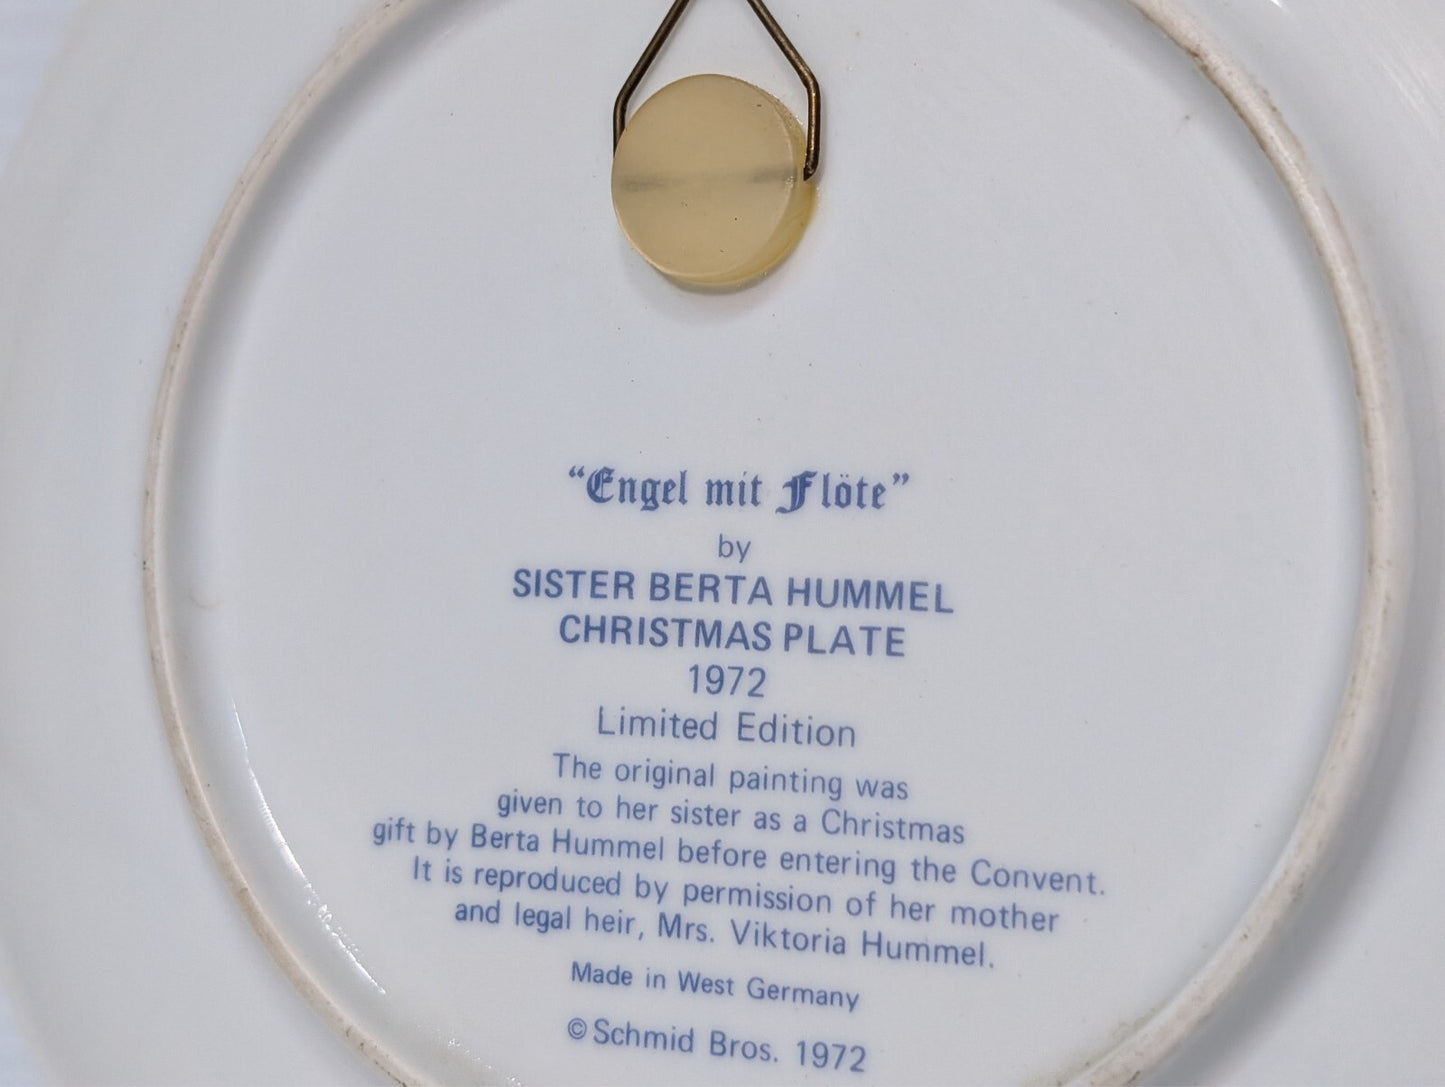 “Engel mit Flöte”
by
SISTER BERTA HUMMEL
CHRISTMAS PLATE
1972
Limited Edition
The original painting was
given to her sister as a Christmas
gift by Berta Hummel before entering the Convent.
It is reproduced by permission of her mother
and legal heir, Mrs. Viktoria Hummel.
Made in West Germany
© Schmid Bros. 1972